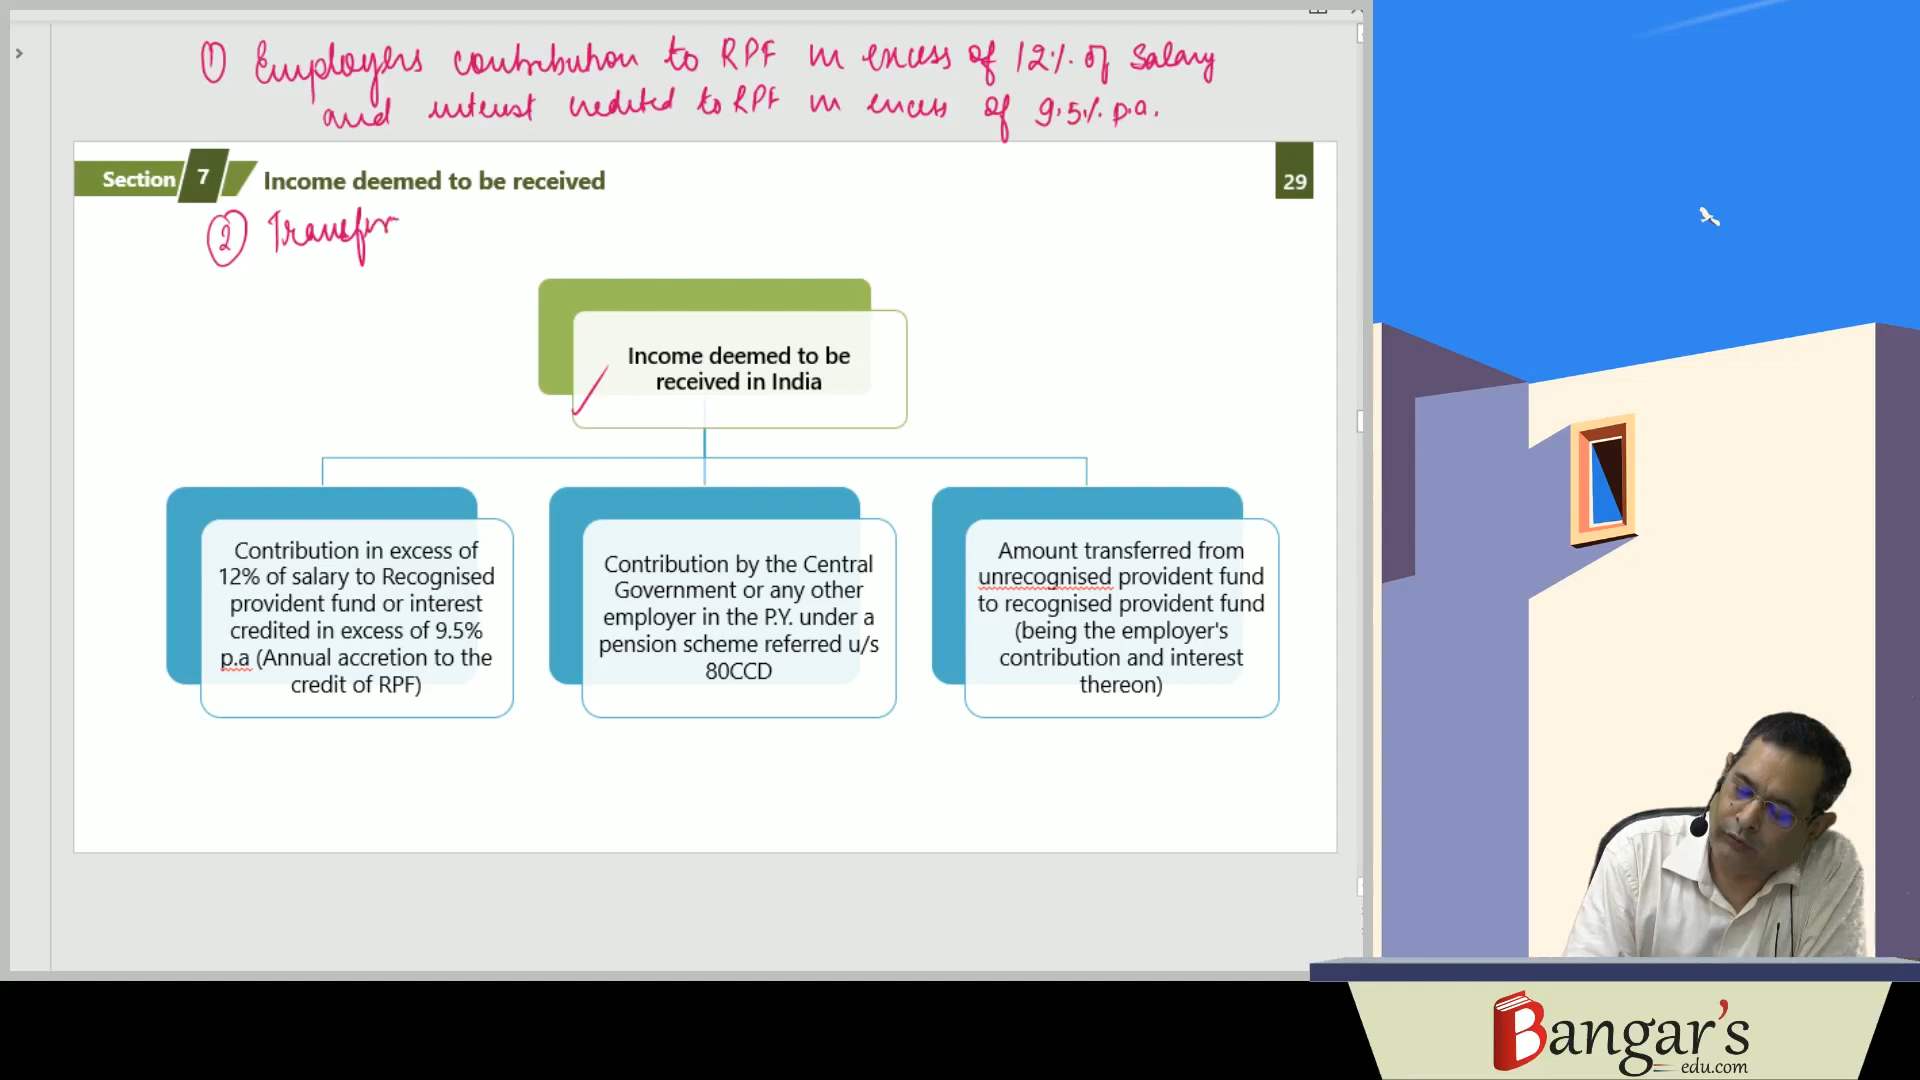 ① Employers contribution to RPF in excess of 12% of Salary
and interest credited to RPF in excess of 9.5% p.a.
Section 7 Income deemed to be received
29
② Transfer
Income deemed to be
received in India
Contribution in excess of
12% of salary to Recognised
provident fund or interest
credited in excess of 9.5%
p.a (Annual accretion to the
credit of RPF)
Contribution by the Central
Government or any other
employer in the P.Y. under a
pension scheme referred u/s
80CCD
Amount transferred from
unrecognised provident fund
to recognised provident fund
(being the employer's
contribution and interest
thereon)
Bangar's
edu.com